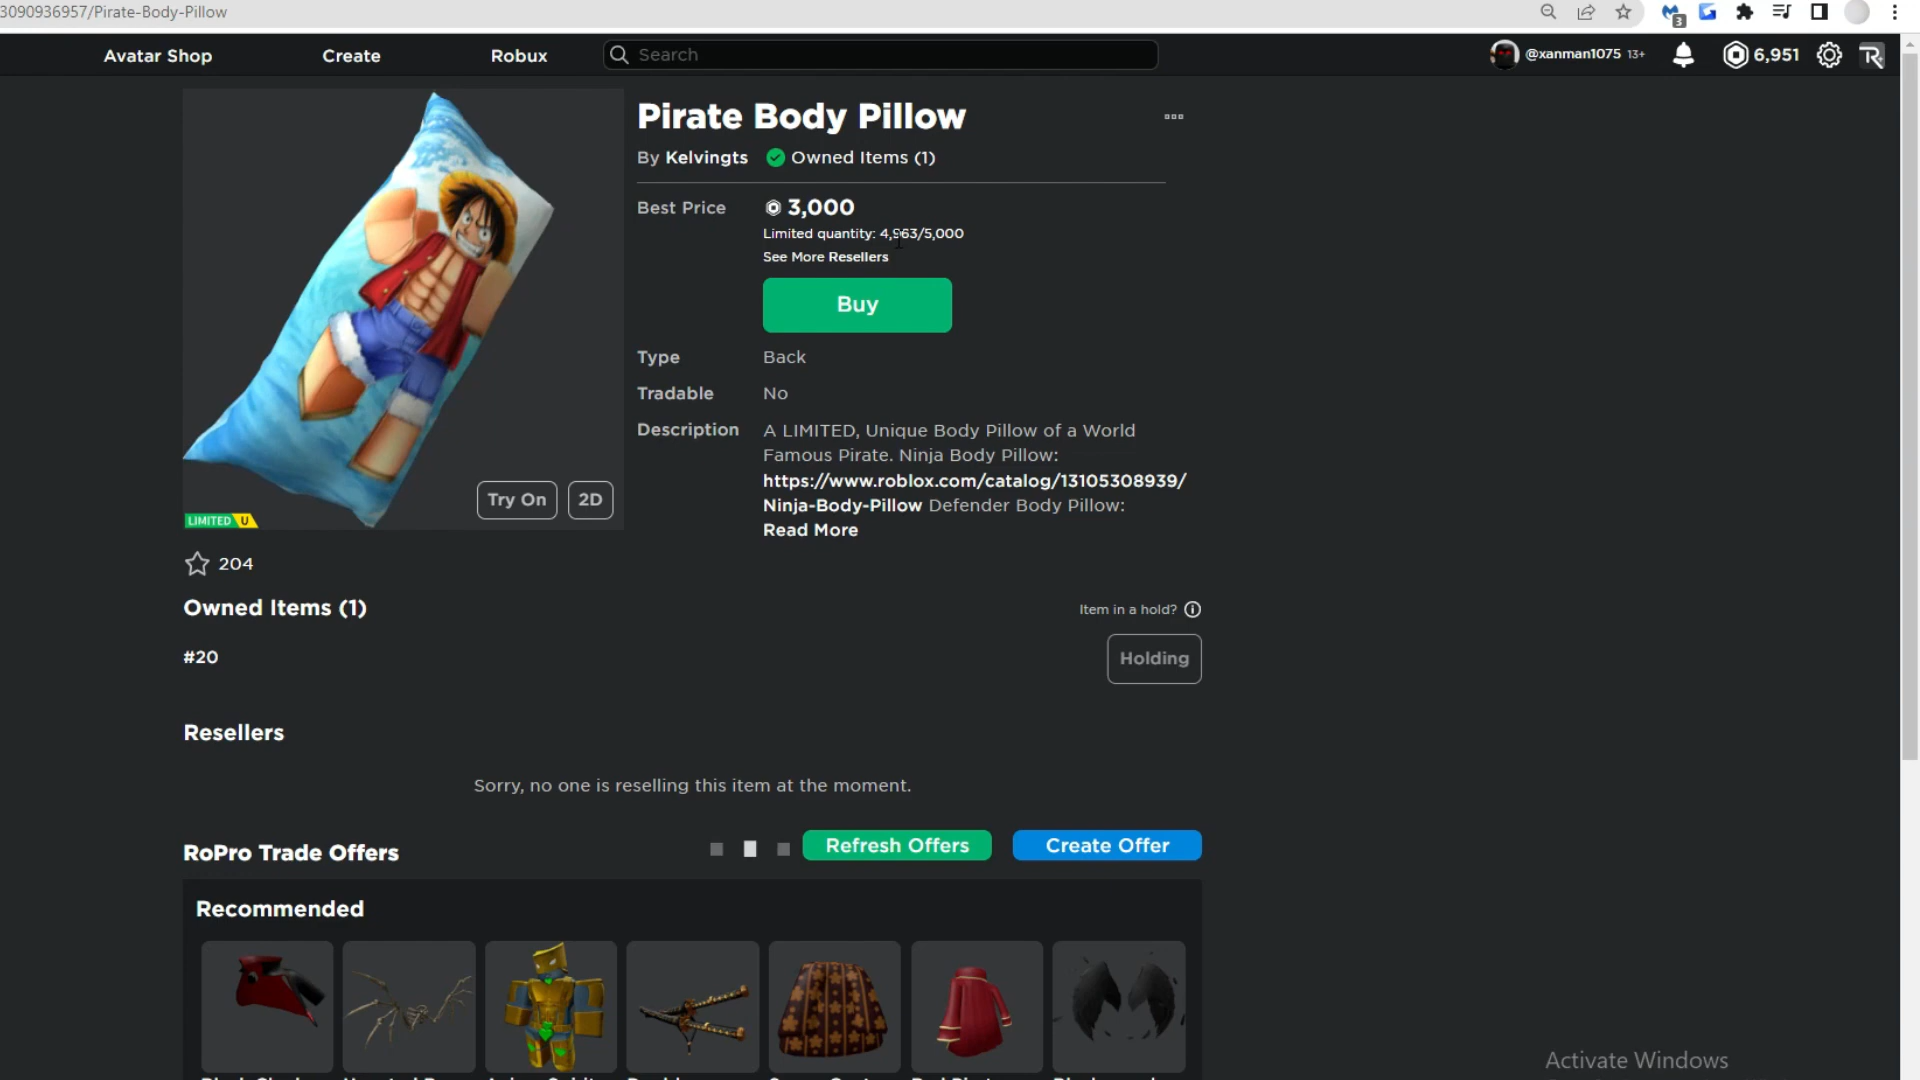 3090936957/Pirate-Body-Pillow
3
Avatar Shop
Create
Robux
Search
@xanman1075 13+
6,951
Pirate Body Pillow
By Kelvingts Owned Items (1)
Best Price 3,000
Limited quantity: 4,963/5,000
See More Resellers
Buy
Type Back
Tradable No
Description A LIMITED, Unique Body Pillow of a World
Famous Pirate. Ninja Body Pillow:
https://www.roblox.com/catalog/13105308939/
Ninja-Body-Pillow Defender Body Pillow:
Read More
Try On
2D
LIMITED U
204
Owned Items (1)
Item in a hold?
#20
Holding
Resellers
Sorry, no one is reselling this item at the moment.
RoPro Trade Offers
Refresh Offers
Create Offer
Recommended
Activate Windows